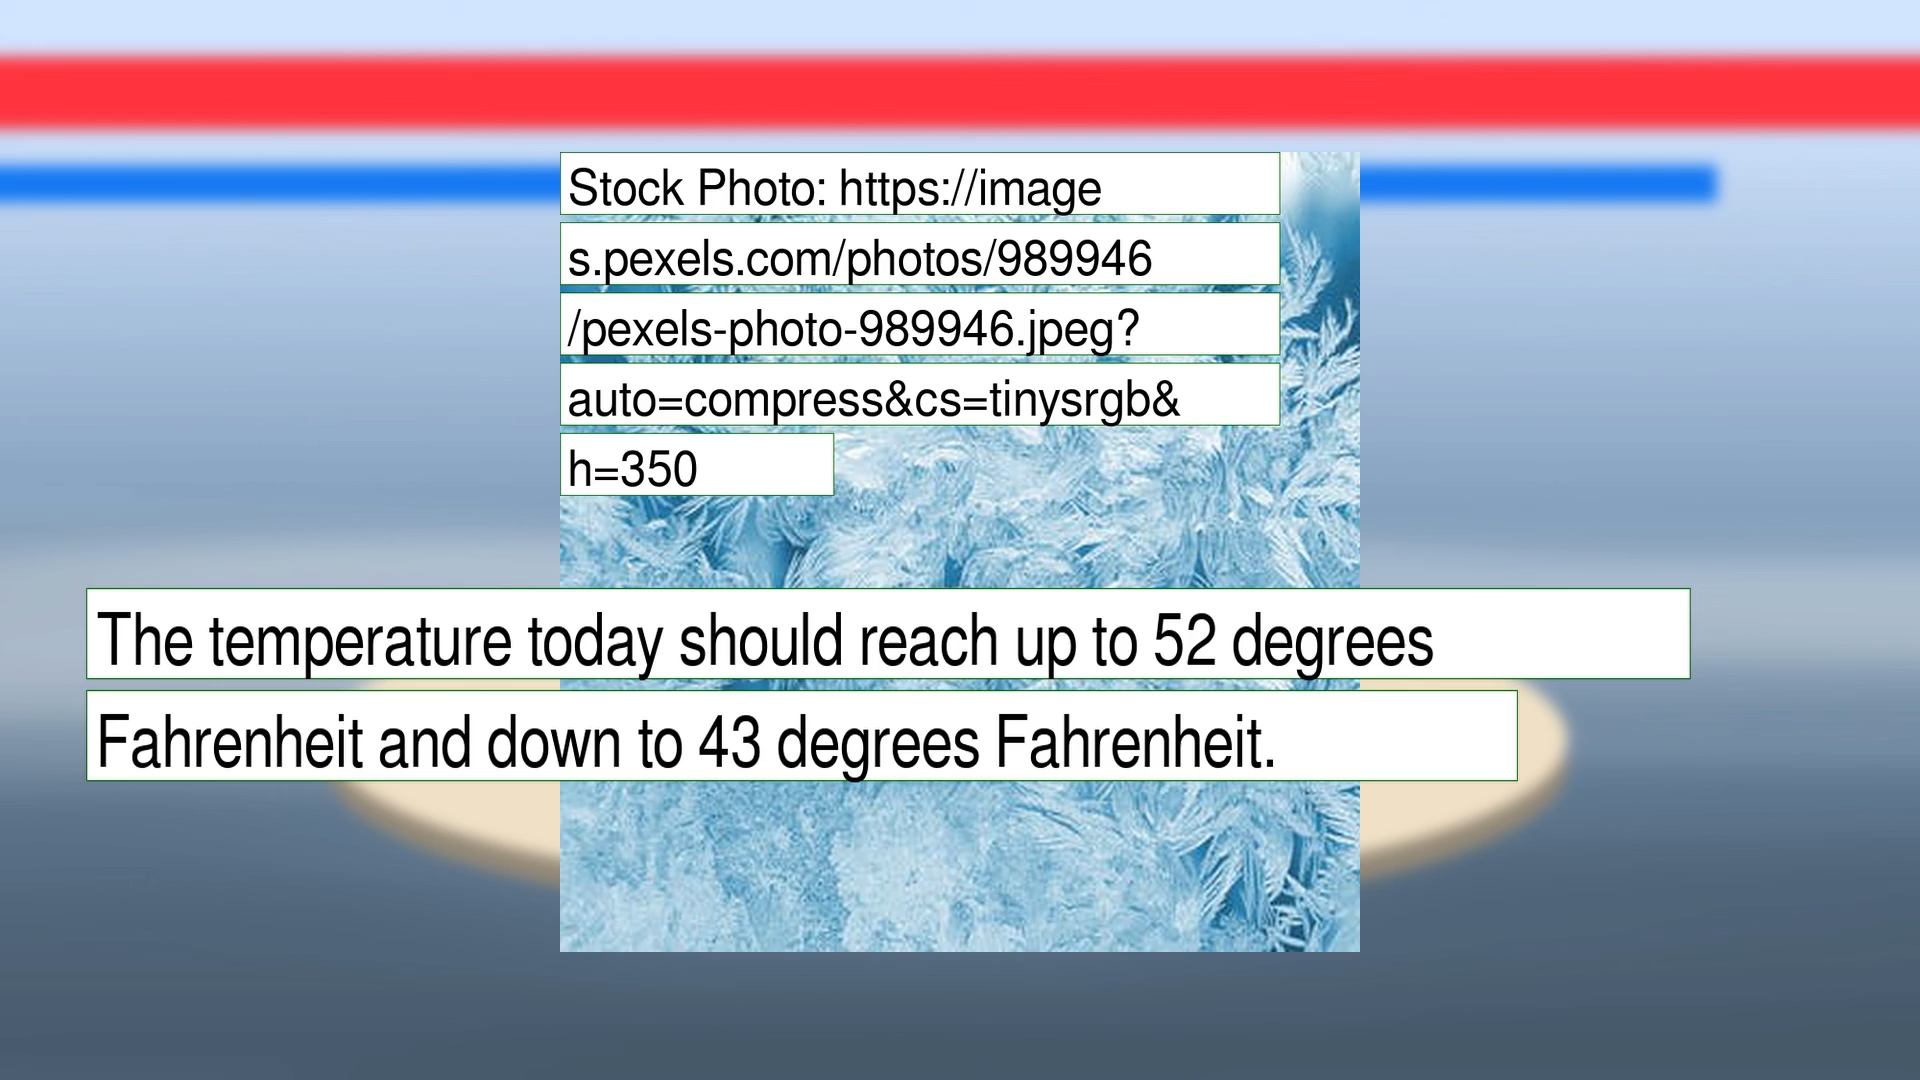 Stock Photo: https://image
s.pexels.com/photos/989946
/pexels-photo-989946.jpeg?
auto=compress&cs=tinysrgb&
h=350
The temperature today should reach up to 52 degrees
Fahrenheit and down to 43 degrees Fahrenheit.